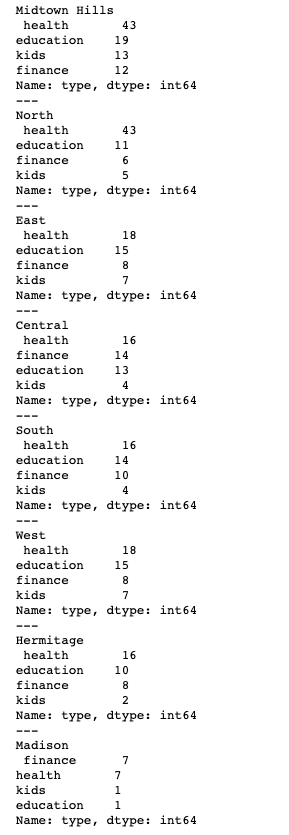 Midtown Hills
 health       43
education    19
kids         13
finance      12
Name: type, dtype: int64
---
North
 health       43
education    11
finance       6
kids          5
Name: type, dtype: int64
---
East
 health       18
education    15
finance       8
kids          7
Name: type, dtype: int64
---
Central
 health       16
finance      14
education    13
kids          4
Name: type, dtype: int64
---
South
 health       16
education    14
finance      10
kids          4
Name: type, dtype: int64
---
West
 health       18
education    15
finance       8
kids          7
Name: type, dtype: int64
---
Hermitage
 health       16
education    10
finance       8
kids          2
Name: type, dtype: int64
---
Madison
 finance      7
health       7
kids         1
education    1
Name: type, dtype: int64